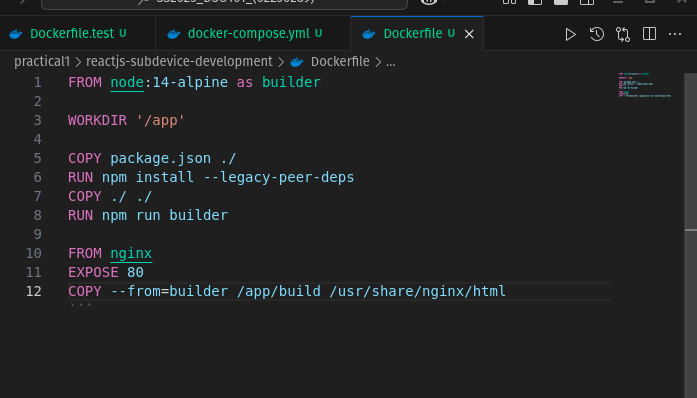 Dockerfile.test U docker-compose.yml U Dockerfile U
practical1 > reactjs-subdevice-development > Dockerfile > ...
1 FROM node:14-alpine as builder
2
3 WORKDIR '/app'
4
5 COPY package.json ./
6 RUN npm install --legacy-peer-deps
7 COPY ./ ./
8 RUN npm run builder
9
10 FROM nginx
11 EXPOSE 80
12 COPY --from=builder /app/build /usr/share/nginx/html
```